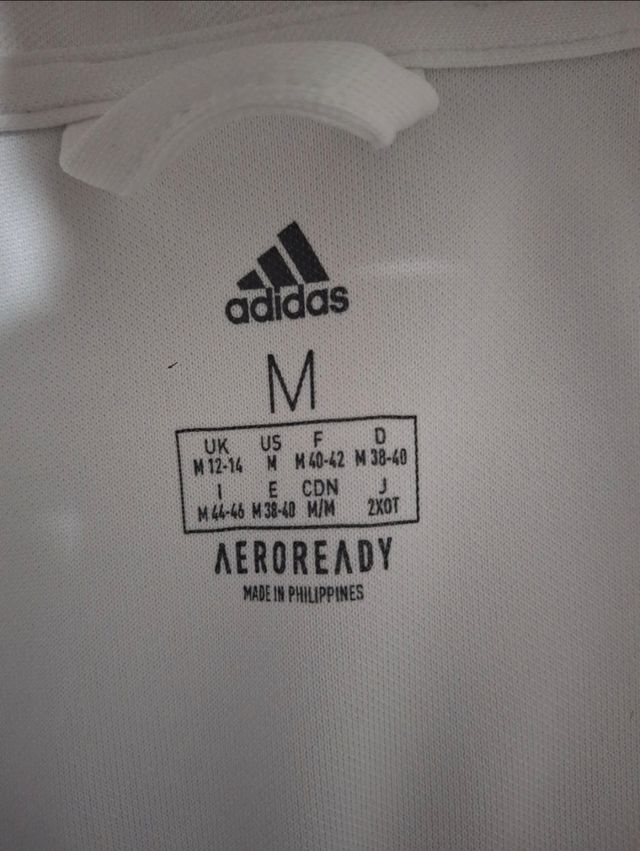 adidas
M
UK US F D
M 12-14 M M 40-42 M 38-40
I E CDN J
M 44-46 M 38-40 M/M 2XOT
AEROREADY
MADE IN PHILIPPINES